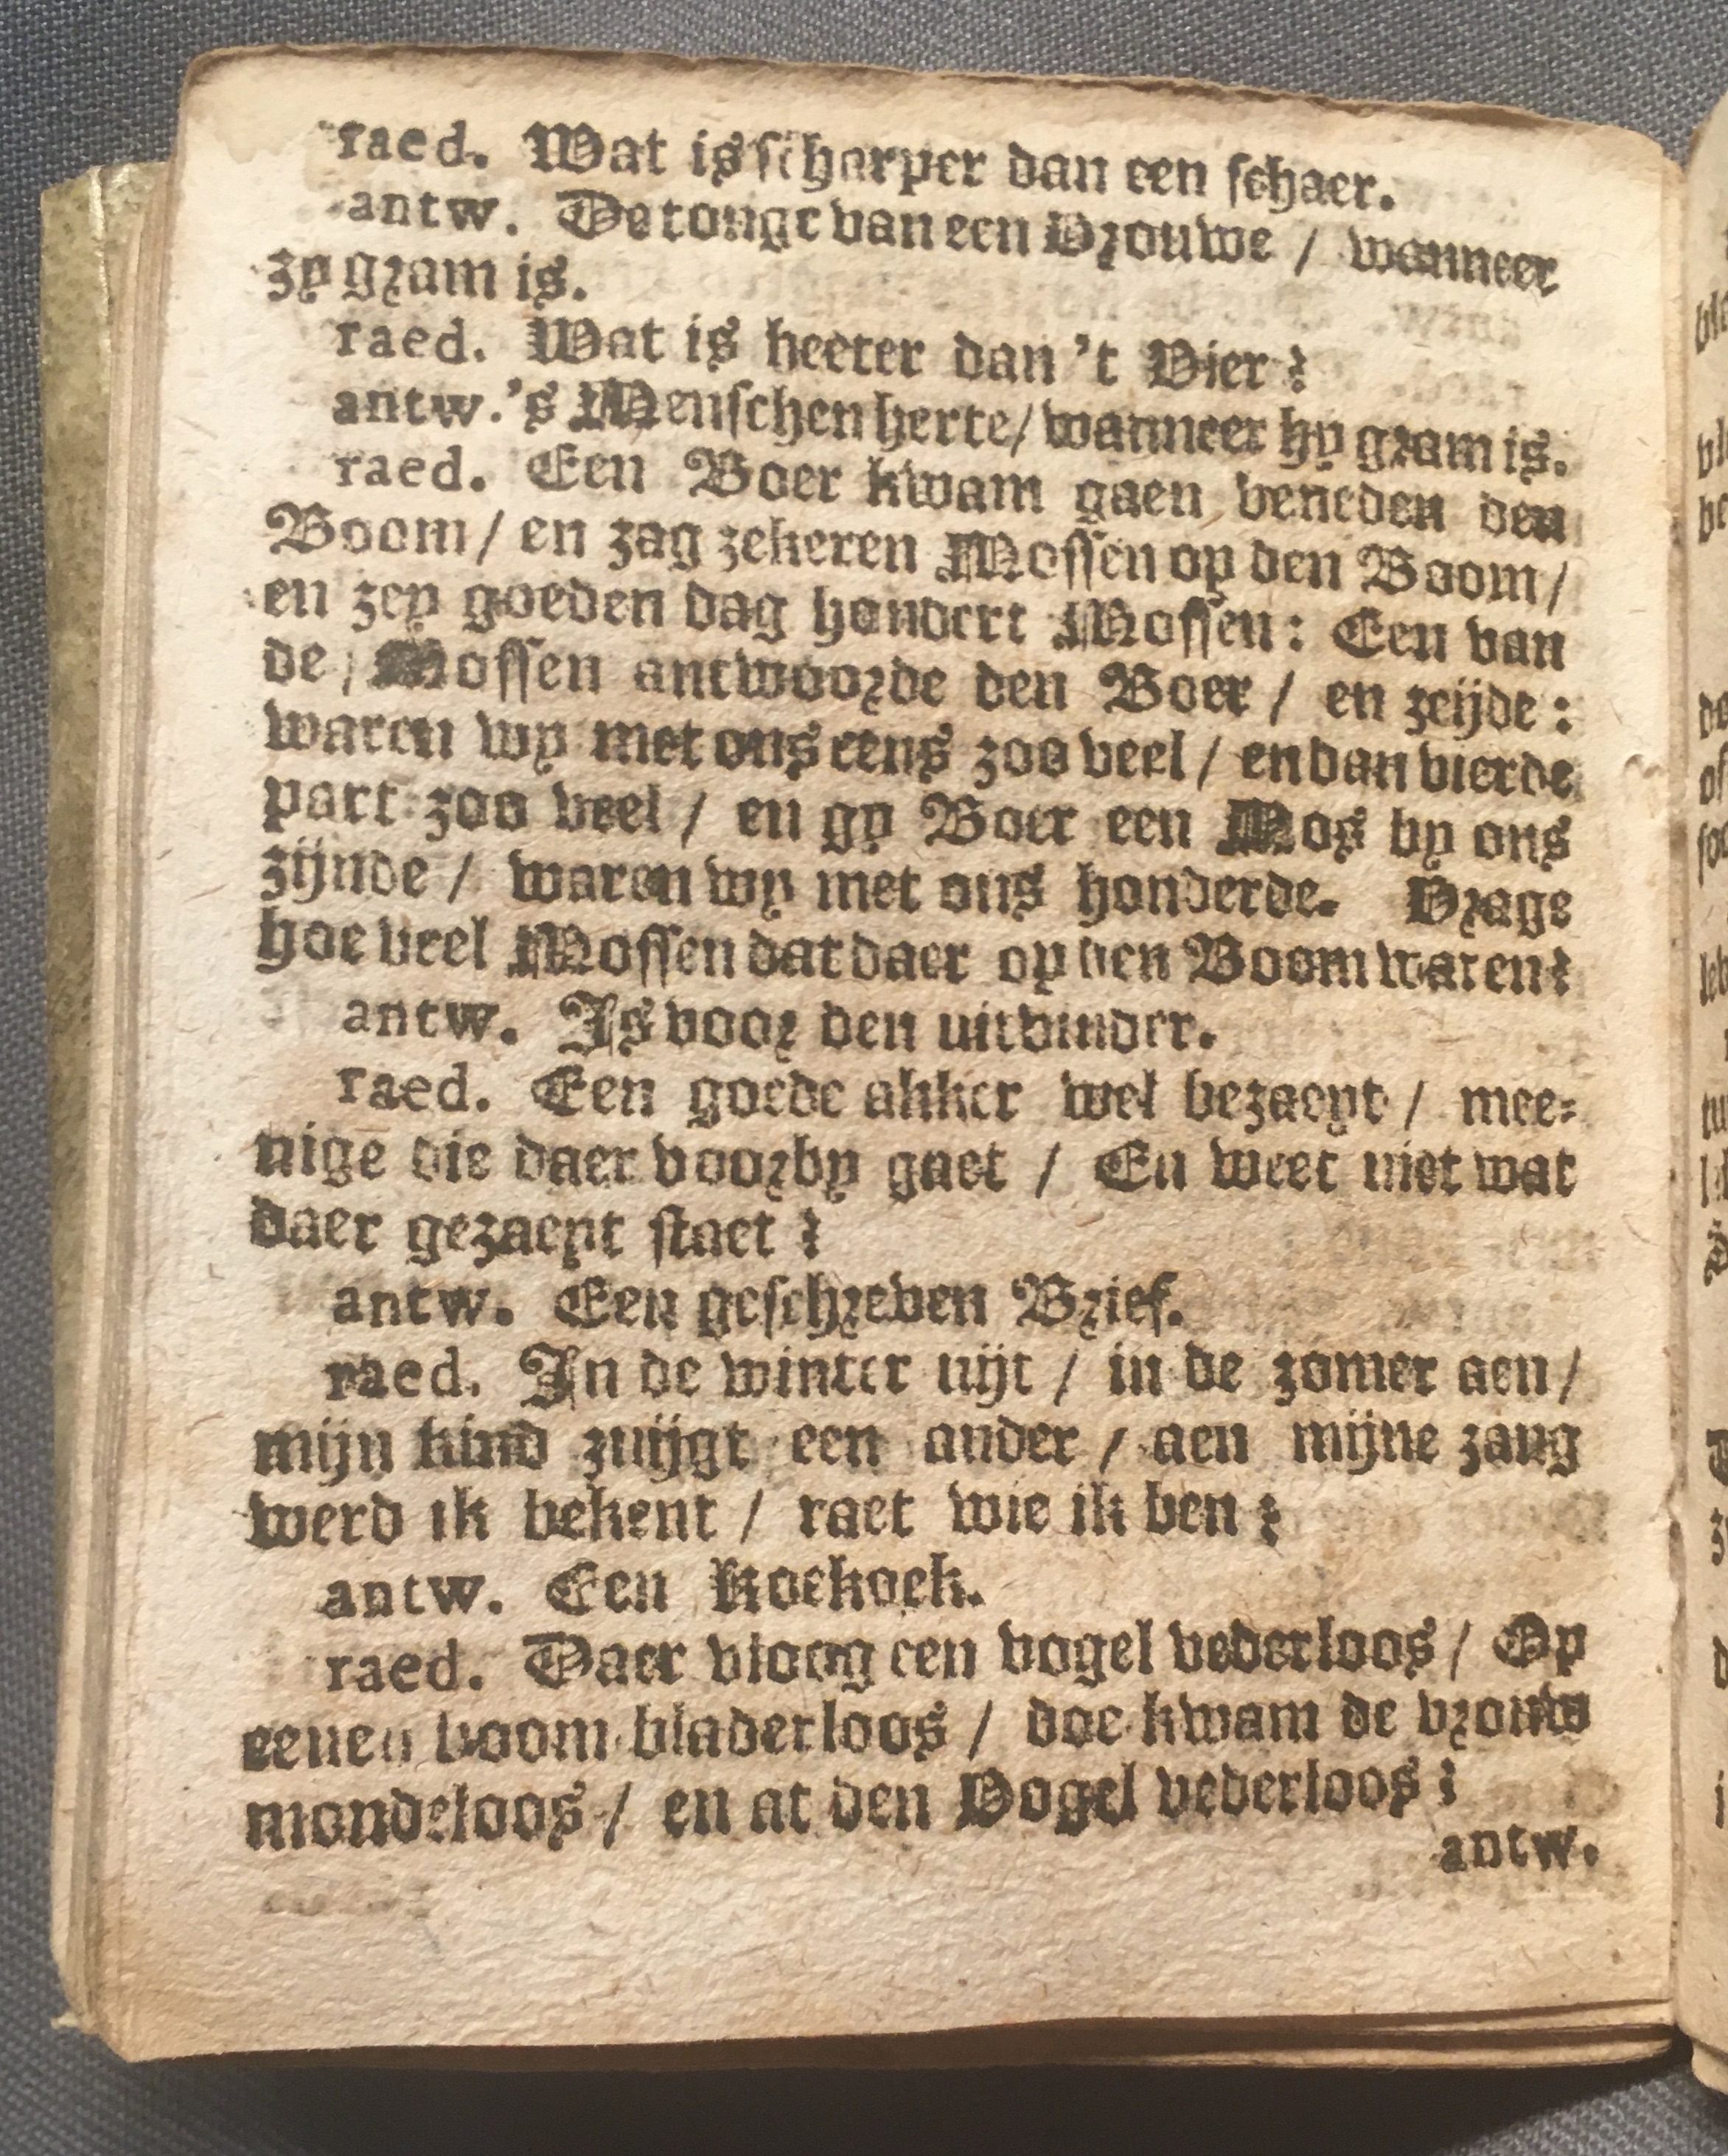 raed. Wat is scharper dan een schaer.
antw. De tonge van een Vrouwe / wanneer
zy gram is.
raed. Wat is heeter dan 't Vier?
antw. 's Menschen herte / wanneer hy gram is.
raed. Een Boer kwam gaen beneden den
Boom / en zag zekeren Mossen op den Boom /
en zey goeden dag hondert Mossen: Een van
de Mossen antwoorde den Boer / en zeijde:
waren wy met ons eens zoo veel / en dan vierde
part zoo veel / en gy Boer een Mos by ons
zijnde / waren wy met ons honderde. Vrage
hoe veel Mossen dat daer op den Boom waren?
antw. Is voor den uitvinder.
raed. Een goede akker wel bezaeyt / mee-
nige die daer voorby gaet / En weet niet wat
daer gezaeyt staet?
antw. Een geschreven Brief.
raed. In de winter uijt / in de zomer aen /
mijn kind zuijgt een ander / aen mijne zang
werd ik bekent / raet wie ik ben?
antw. Een Koekoek.
raed. Daer vloog een vogel vederloos / Op
eenen boom bladerloos / doe kwam de vrouw
mondeloos / en at den Vogel vederloos?
antw.